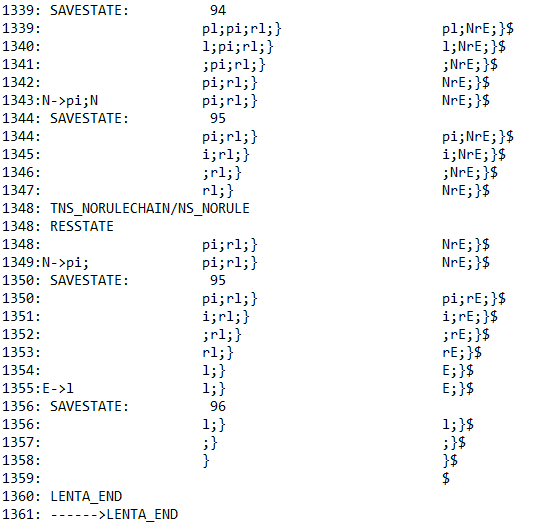 1339: SAVESTATE:          94
1339:                    pl;pi;rl;}                    pl;NrE;}$
1340:                    l;pi;rl;}                     l;NrE;}$
1341:                    ;pi;rl;}                      ;NrE;}$
1342:                    pi;rl;}                       NrE;}$
1343:N->pi;N             pi;rl;}                       NrE;}$
1344: SAVESTATE:          95
1344:                    pi;rl;}                       pi;NrE;}$
1345:                    i;rl;}                        i;NrE;}$
1346:                    ;rl;}                         ;NrE;}$
1347:                    rl;}                          NrE;}$
1348: TNS_NORULECHAIN/NS_NORULE
1348: RESSTATE
1348:                    pi;rl;}                       NrE;}$
1349:N->pi;              pi;rl;}                       NrE;}$
1350: SAVESTATE:          95
1350:                    pi;rl;}                       pi;rE;}$
1351:                    i;rl;}                        i;rE;}$
1352:                    ;rl;}                         ;rE;}$
1353:                    rl;}                          rE;}$
1354:                    l;}                           E;}$
1355:E->l                l;}                           E;}$
1356: SAVESTATE:          96
1356:                    l;}                           l;}$
1357:                    ;}                            ;}$
1358:                    }                             }$
1359:                                                  $
1360: LENTA_END
1361: ------>LENTA_END